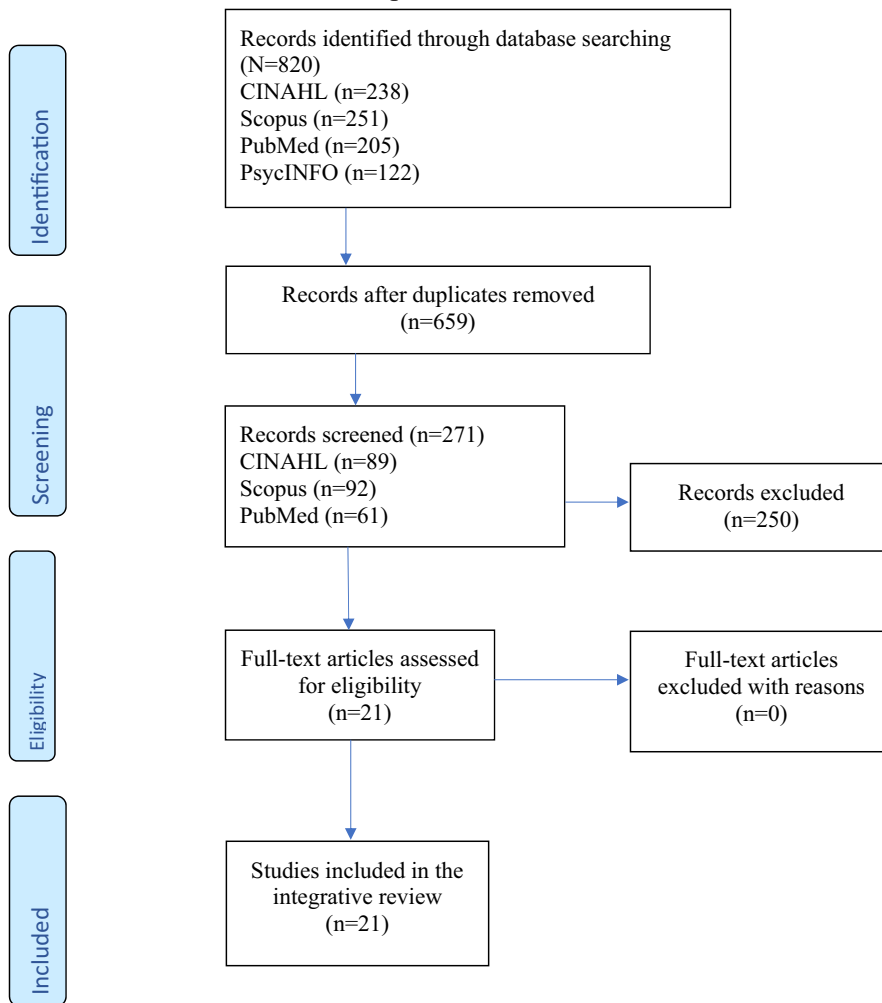 Records identified through database searching
(N=820)
CINAHL (n=238)
Scopus (n=251)
PubMed (n=205)
PsycINFO (n=122)
Identification
Records after duplicates removed
(n=659)
Screening
Records screened (n=271)
CINAHL (n=89)
Scopus (n=92)
PubMed (n=61)
Records excluded
(n=250)
Eligibility
Full-text articles assessed
for eligibility
(n=21)
Full-text articles
excluded with reasons
(n=0)
Included
Studies included in the
integrative review
(n=21)